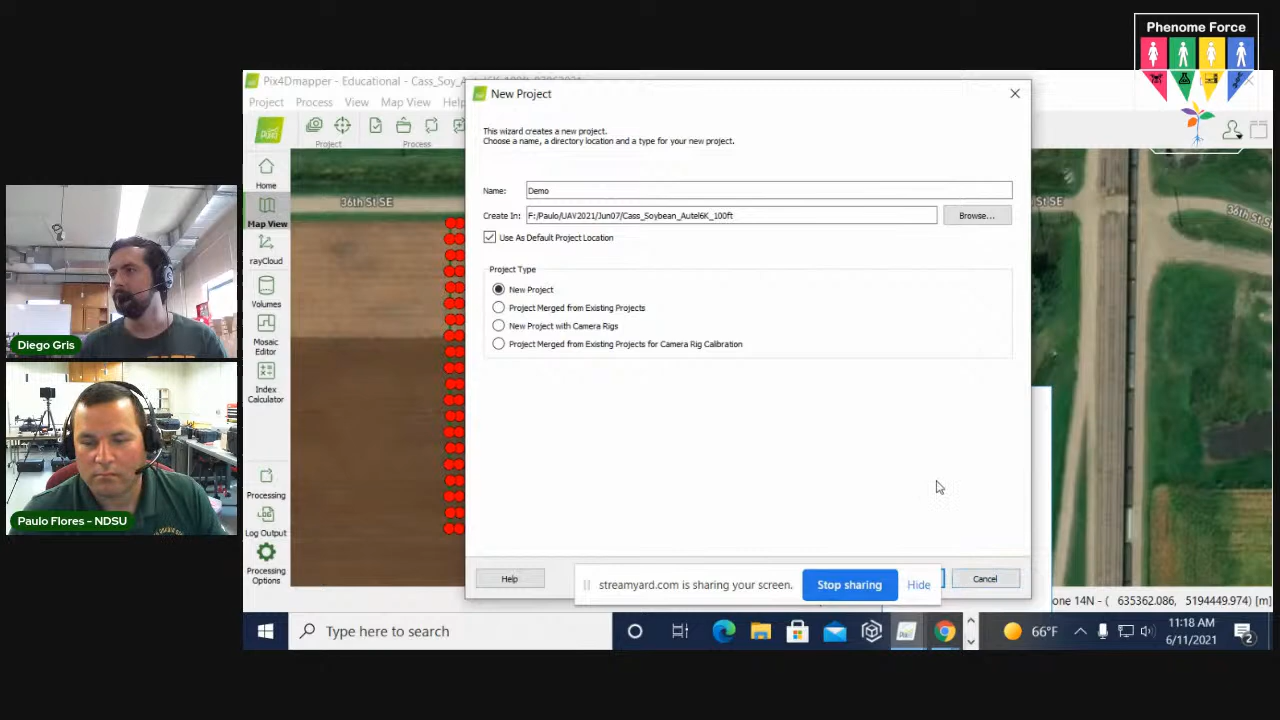 Phenome Force
Pix4Dmapper - Educational - Cass_Soy_
New Project
Project Process View Map View Help
This wizard creates a new project.
Choose a name, a directory location and a type for your new project.
Project
Process
Home
Map View
rayCloud
Volumes
Mosaic
Editor
Index
Calculator
Processing
Log Output
Processing
Options
36th St SE
36th St SE
Name: Demo
Create In: F:/Paulo/UAV2021/Jun07/Cass_Soybean_Autel6K_100ft
Browse...
Use As Default Project Location
Project Type
New Project
Project Merged from Existing Projects
New Project with Camera Rigs
Project Merged from Existing Projects for Camera Rig Calibration
Diego Gris
Paulo Flores - NDSU
Help
streamyard.com is sharing your screen.
Stop sharing
Hide
Cancel
one 14N - ( 635362.086, 5194449.974) [m]
Type here to search
66°F
11:18 AM
6/11/2021
2